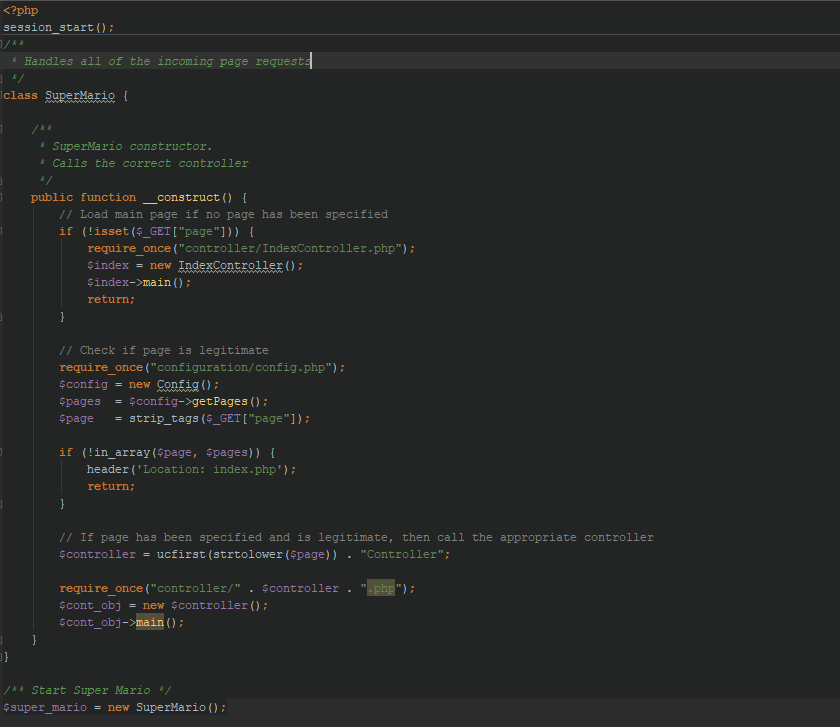 <?php
session_start();
/**
 * Handles all of the incoming page requests
 */
class SuperMario {

    /**
     * SuperMario constructor.
     * Calls the correct controller
     */
    public function __construct() {
        // Load main page if no page has been specified
        if (!isset($_GET["page"])) {
            require_once("controller/IndexController.php");
            $index = new IndexController();
            $index->main();
            return;
        }

        // Check if page is legitimate
        require_once("configuration/config.php");
        $config = new Config();
        $pages  = $config->getPages();
        $page   = strip_tags($_GET["page"]);

        if (!in_array($page, $pages)) {
            header('Location: index.php');
            return;
        }

        // If page has been specified and is legitimate, then call the appropriate controller
        $controller = ucfirst(strtolower($page)) . "Controller";

        require_once("controller/" . $controller . ".php");
        $cont_obj = new $controller();
        $cont_obj->main();
    }
}

/** Start Super Mario */
$super_mario = new SuperMario();